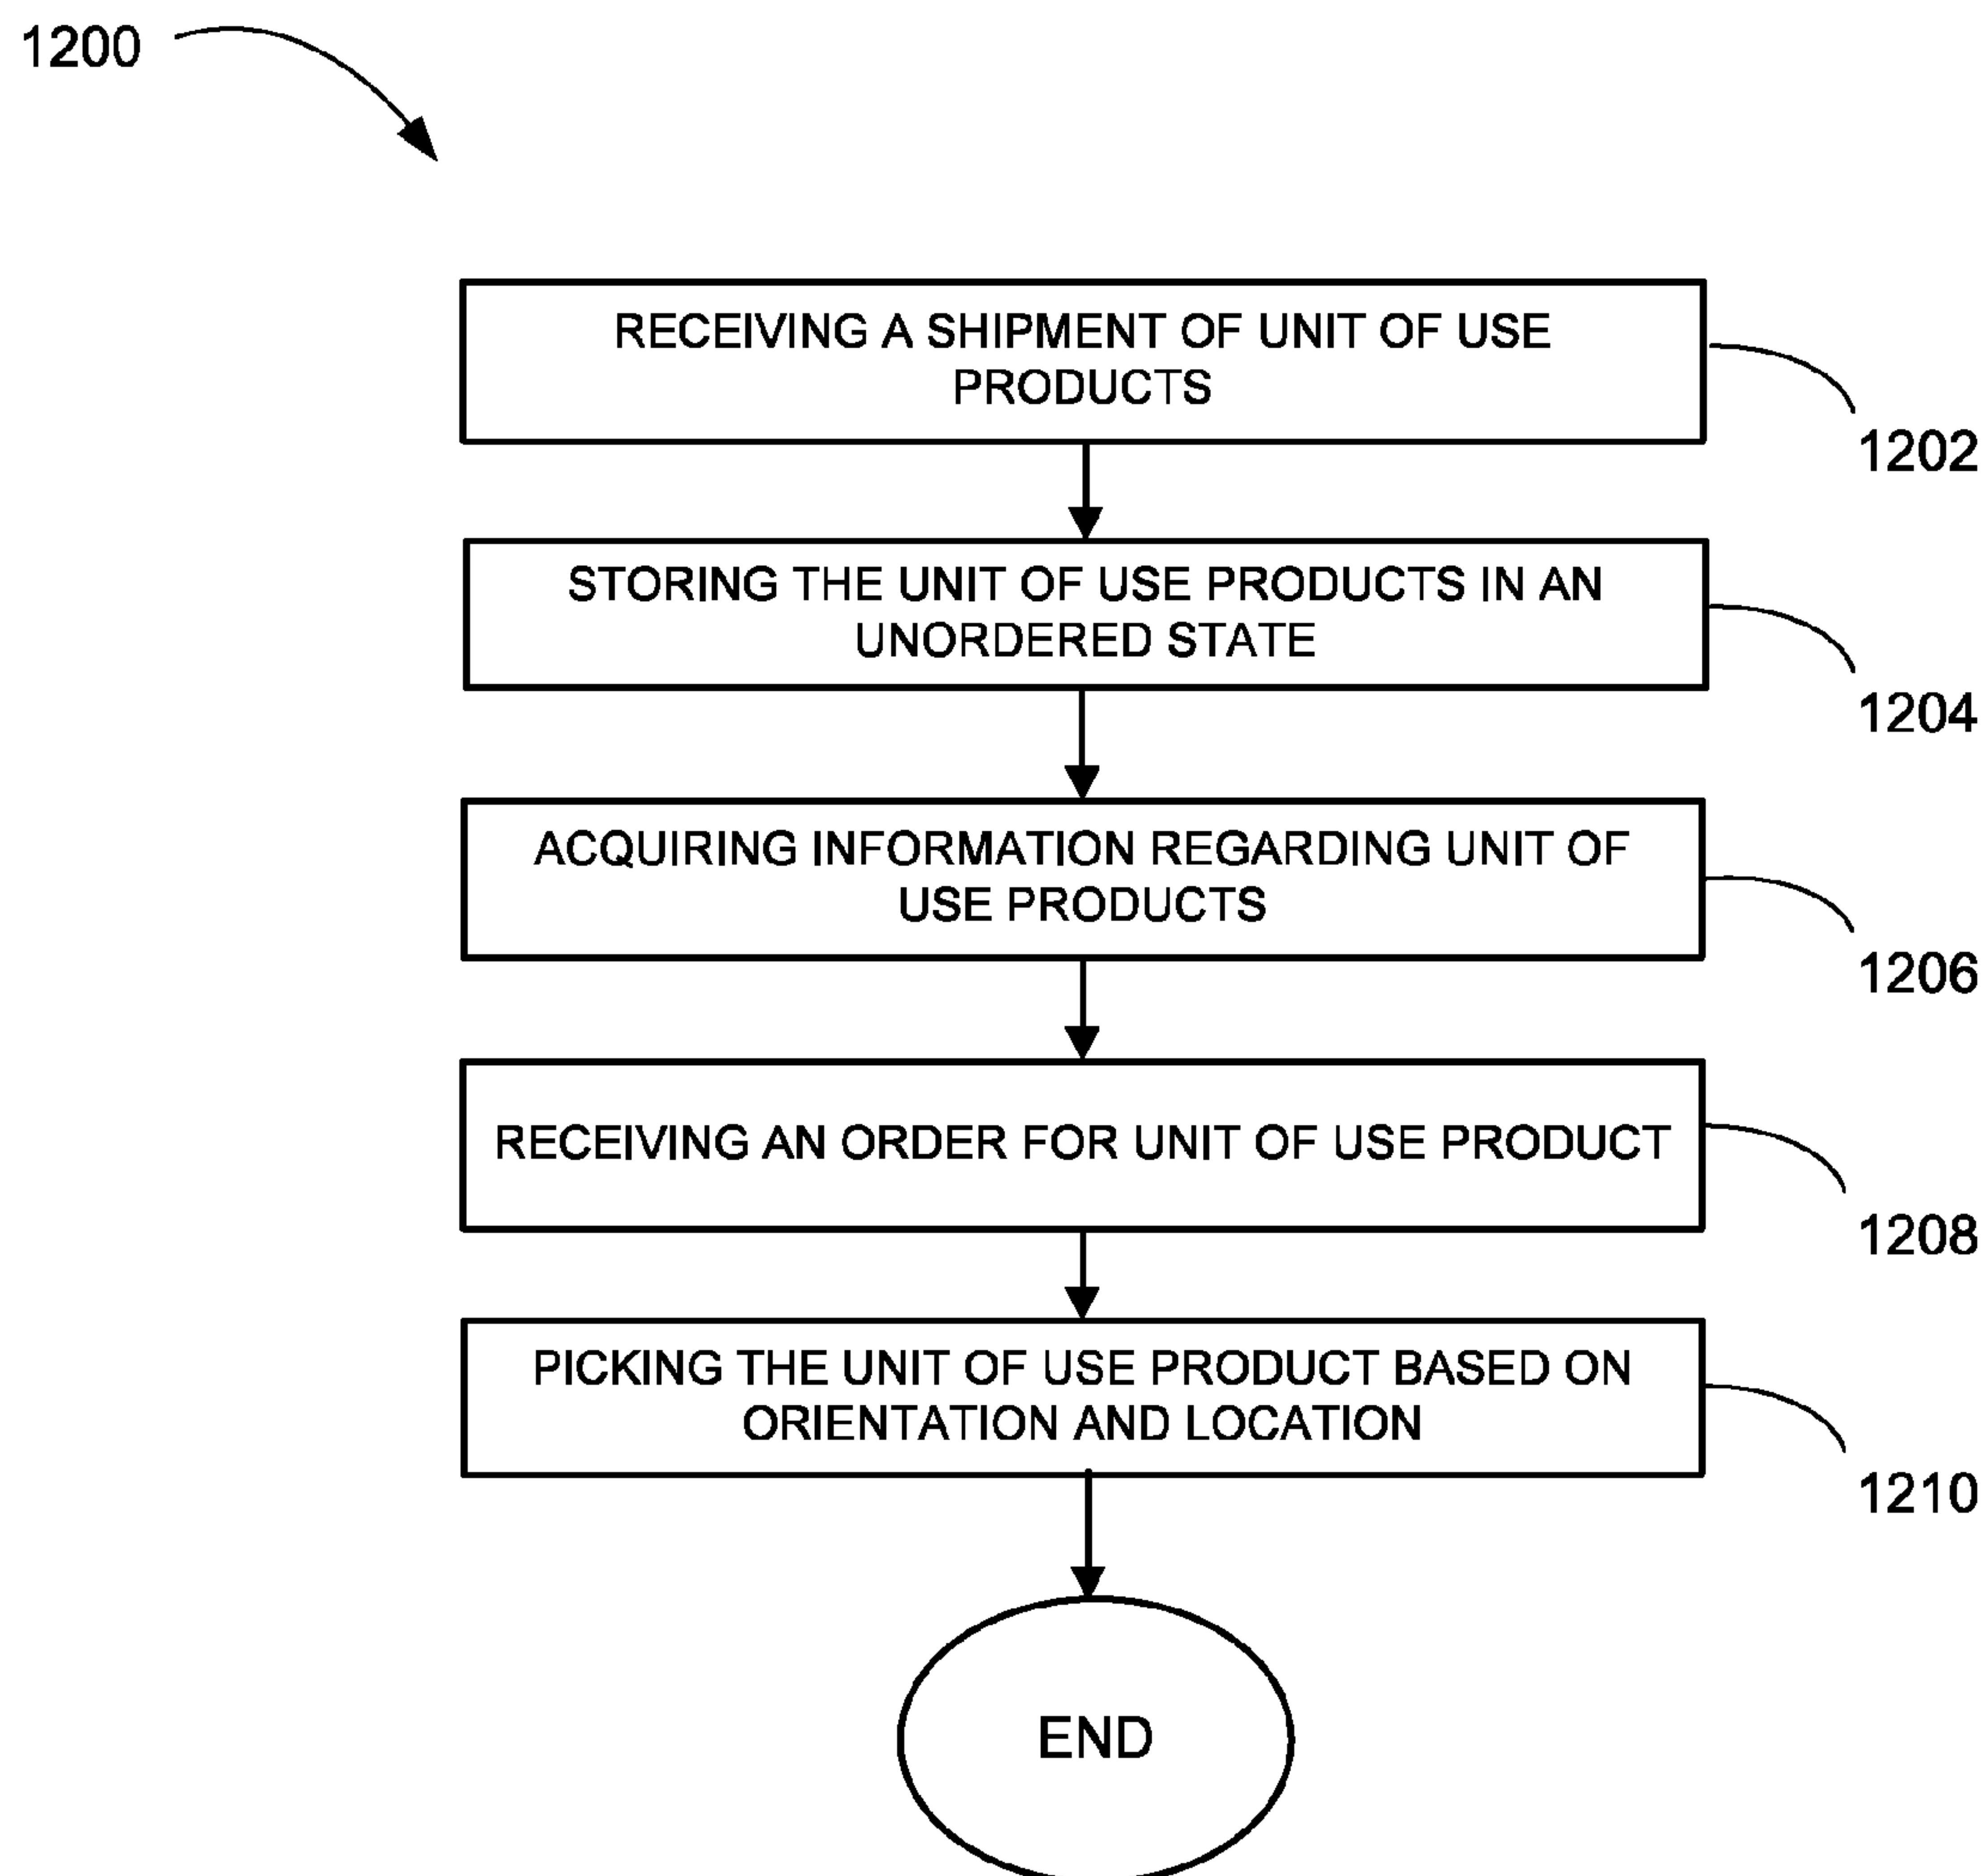 1200
RECEIVING A SHIPMENT OF UNIT OF USE
PRODUCTS
1202
STORING THE UNIT OF USE PRODUCTS IN AN
UNORDERED STATE
1204
ACQUIRING INFORMATION REGARDING UNIT OF
USE PRODUCTS
1206
RECEIVING AN ORDER FOR UNIT OF USE PRODUCT
1208
PICKING THE UNIT OF USE PRODUCT BASED ON
ORIENTATION AND LOCATION
1210
END